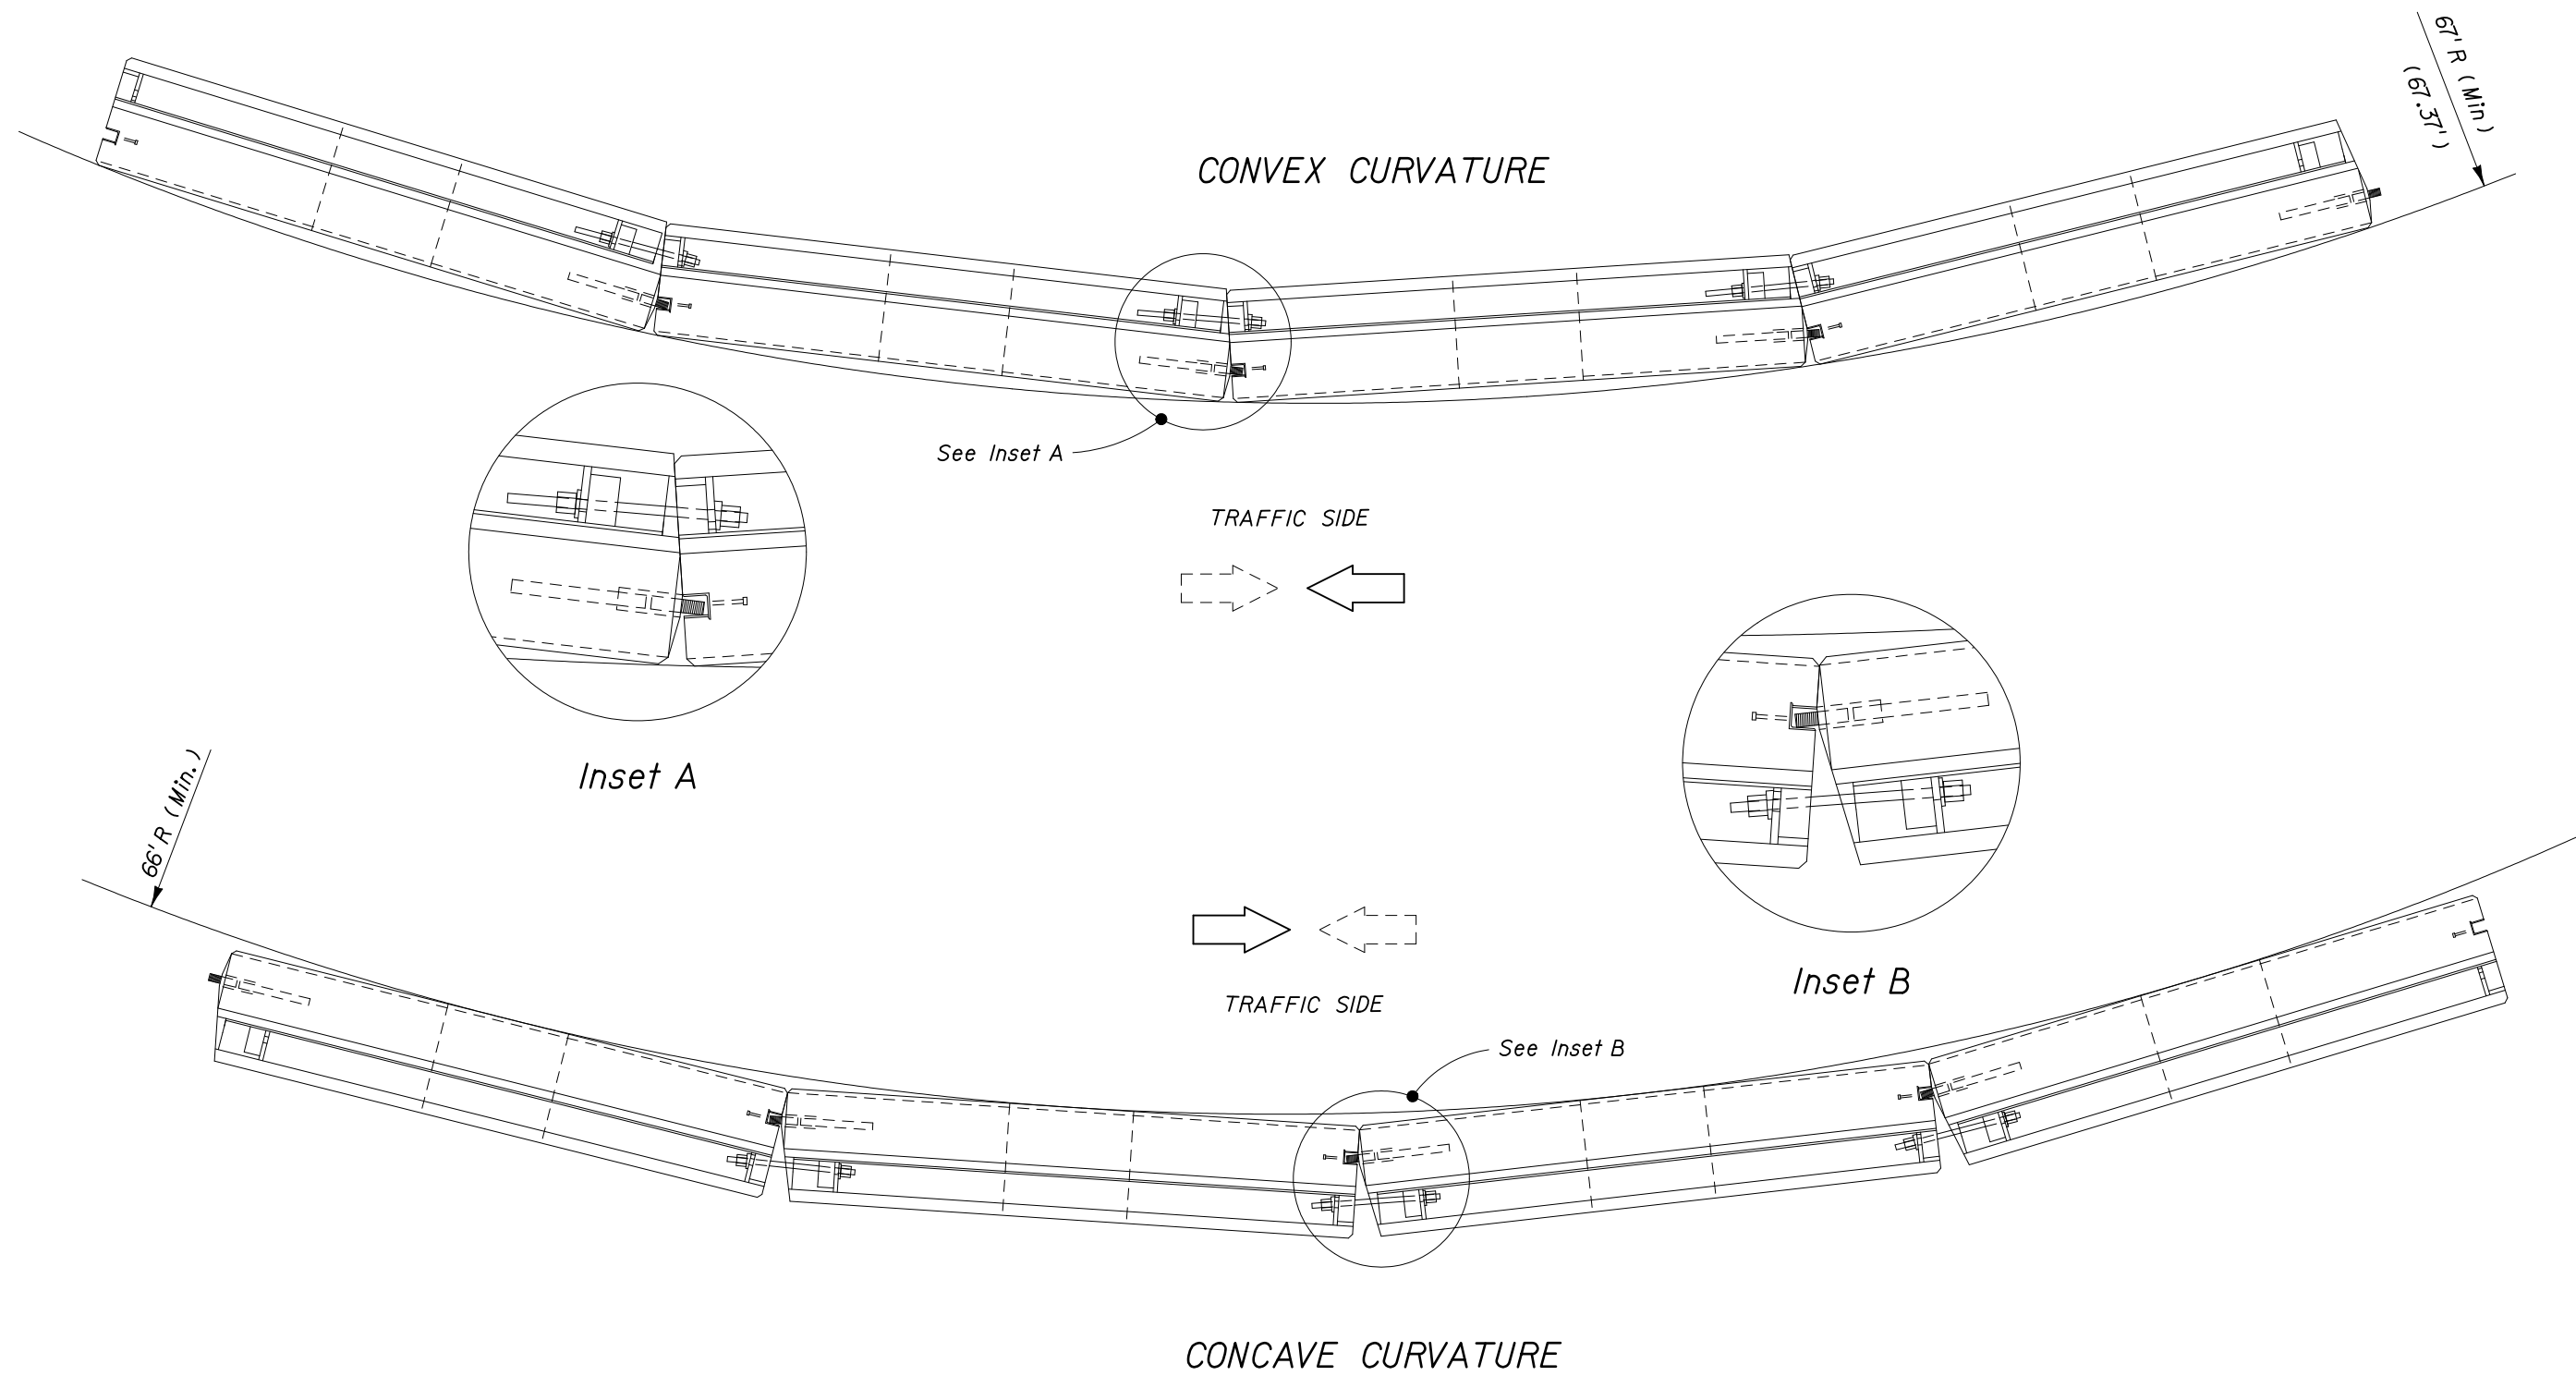 67' R (Min)
(67.37')
CONVEX CURVATURE
See Inset A
TRAFFIC SIDE
Inset A
66' R (Min.)
Inset B
TRAFFIC SIDE
See Inset B
CONCAVE CURVATURE